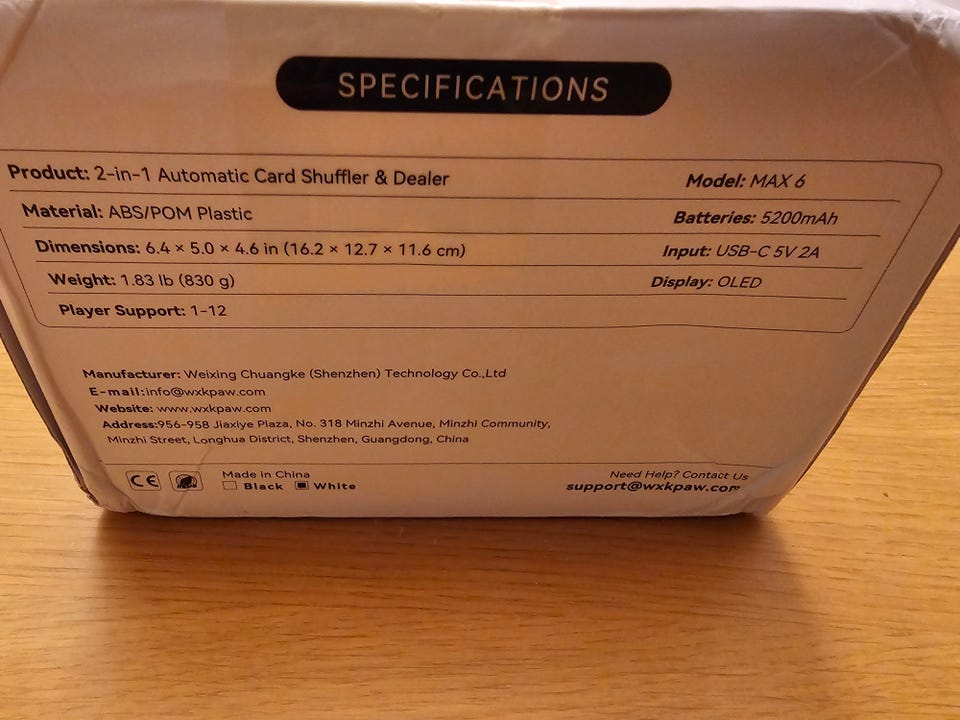 SPECIFICATIONS
Product: 2-in-1 Automatic Card Shuffler & Dealer Model: MAX 6
Material: ABS/POM Plastic Batteries: 5200mAh
Dimensions: 6.4 × 5.0 × 4.6 in (16.2 × 12.7 × 11.6 cm) Input: USB-C 5V 2A
Weight: 1.83 lb (830 g) Display: OLED
Player Support: 1-12
Manufacturer: Weixing Chuangke (Shenzhen) Technology Co.,Ltd
E-mail:info@wxkpaw.com
Website: www.wxkpaw.com
Address:956-958 Jiaxiye Plaza, No. 318 Minzhi Avenue, Minzhi Community,
Minzhi Street, Longhua District, Shenzhen, Guangdong, China
CE Made in China Need Help? Contact Us
Black White support@wxkpaw.com